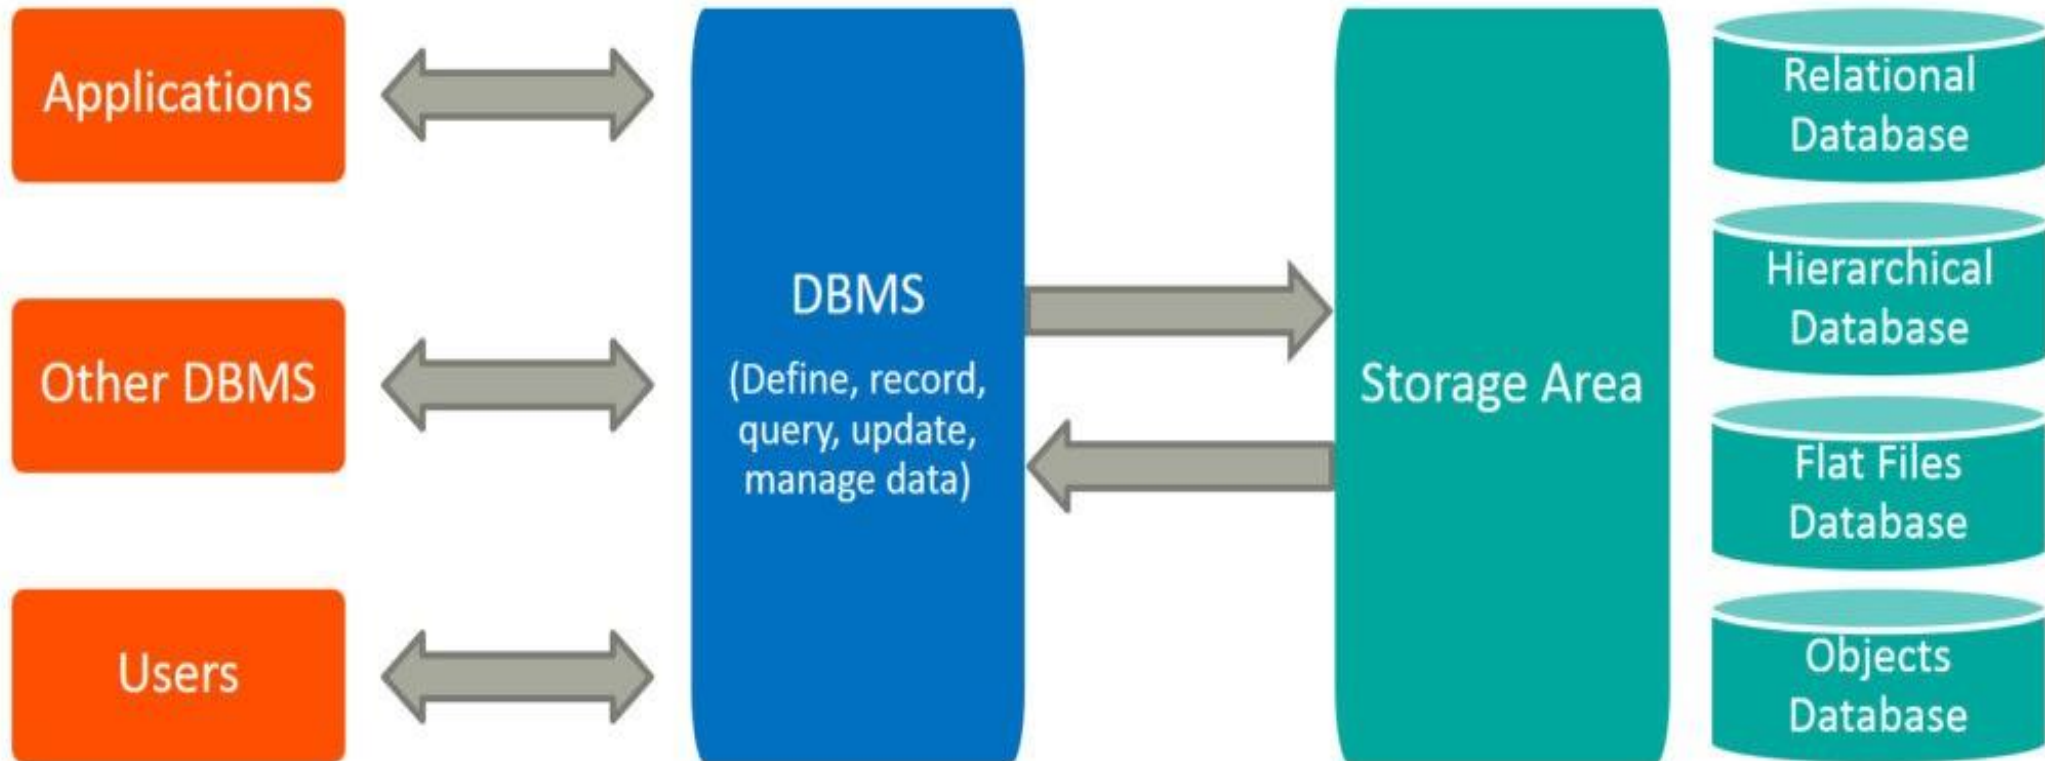 Applications
Other DBMS
Users
DBMS
(Define, record,
query, update,
manage data)
Storage Area
Relational
Database
Hierarchical
Database
Flat Files
Database
Objects
Database